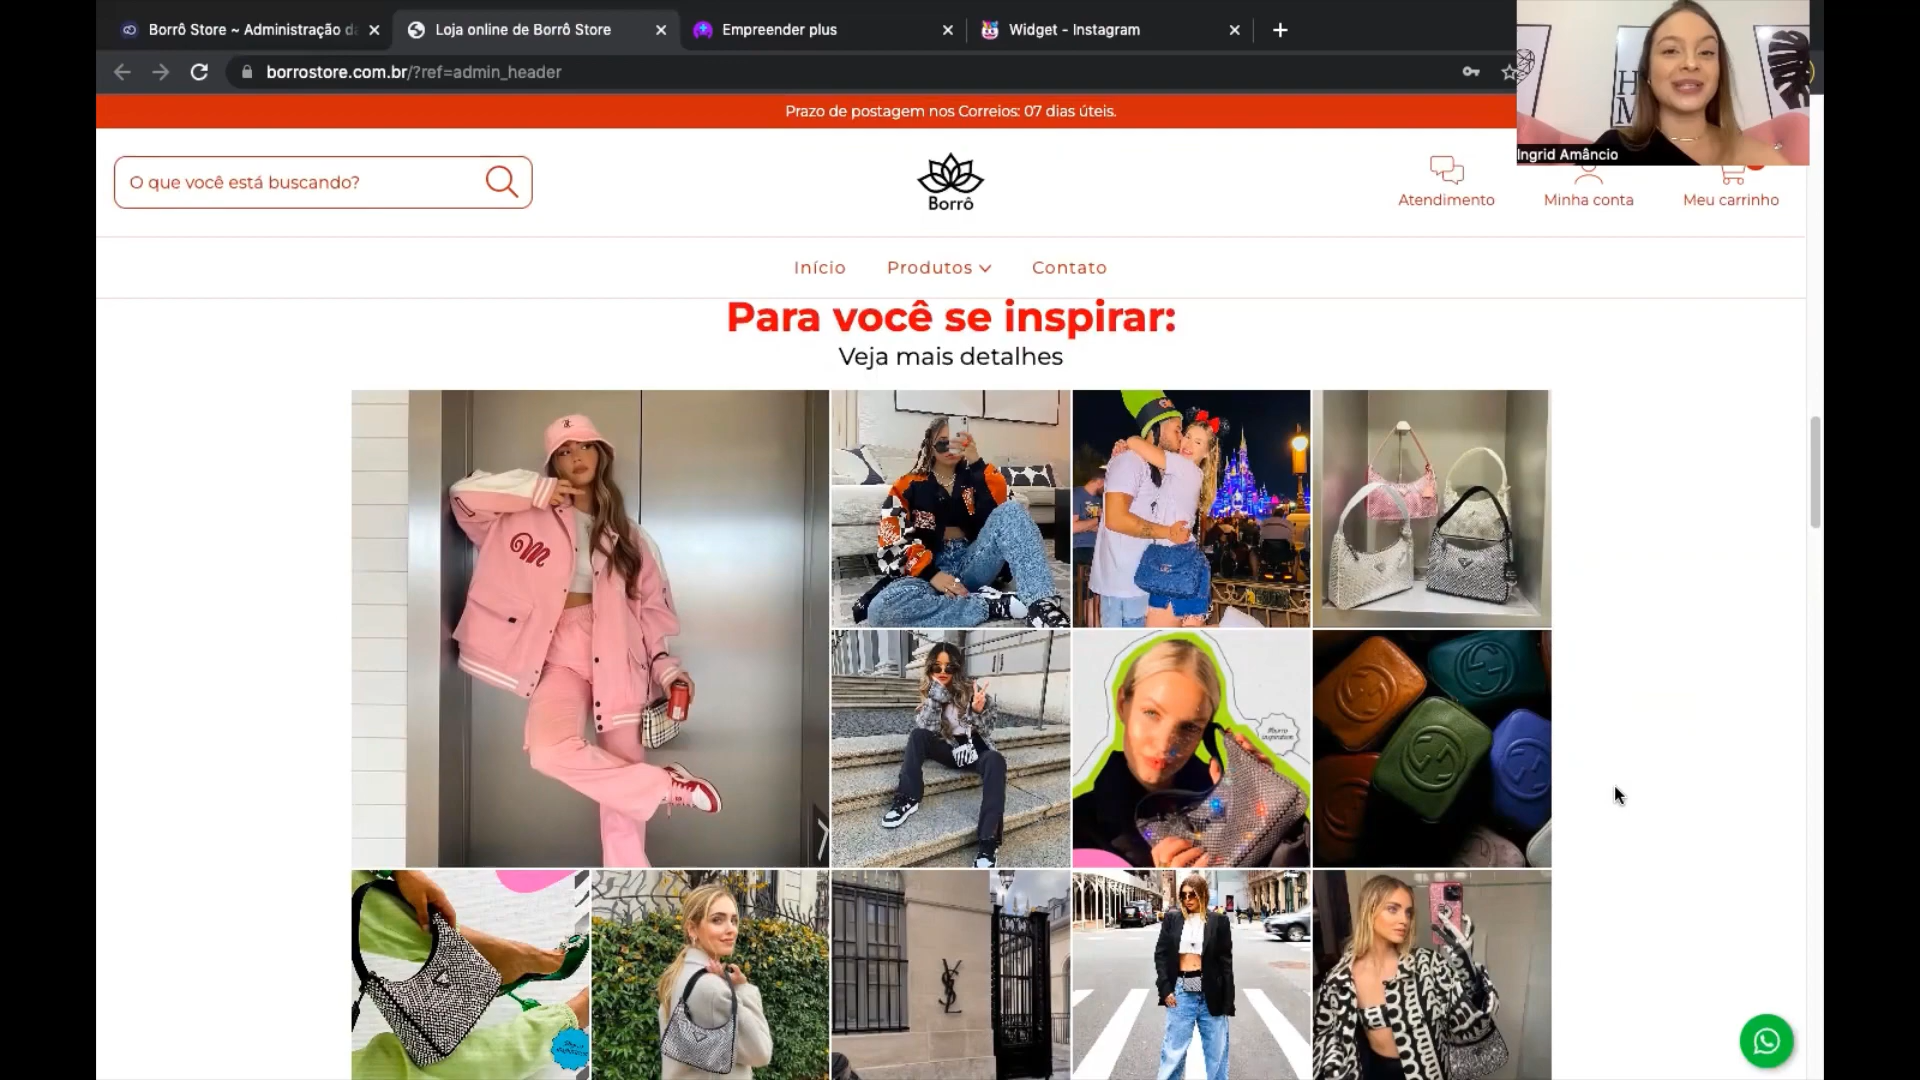 Borrô Store ~ Administração da
Loja online de Borrô Store
Empreender plus
Widget - Instagram
borrostore.com.br/?ref=admin_header
Prazo de postagem nos Correios: 07 dias úteis.
Ingrid Amâncio
O que você está buscando?
Borrô
Atendimento
Minha conta
Meu carrinho
Início
Produtos
Contato
Para você se inspirar:
Veja mais detalhes